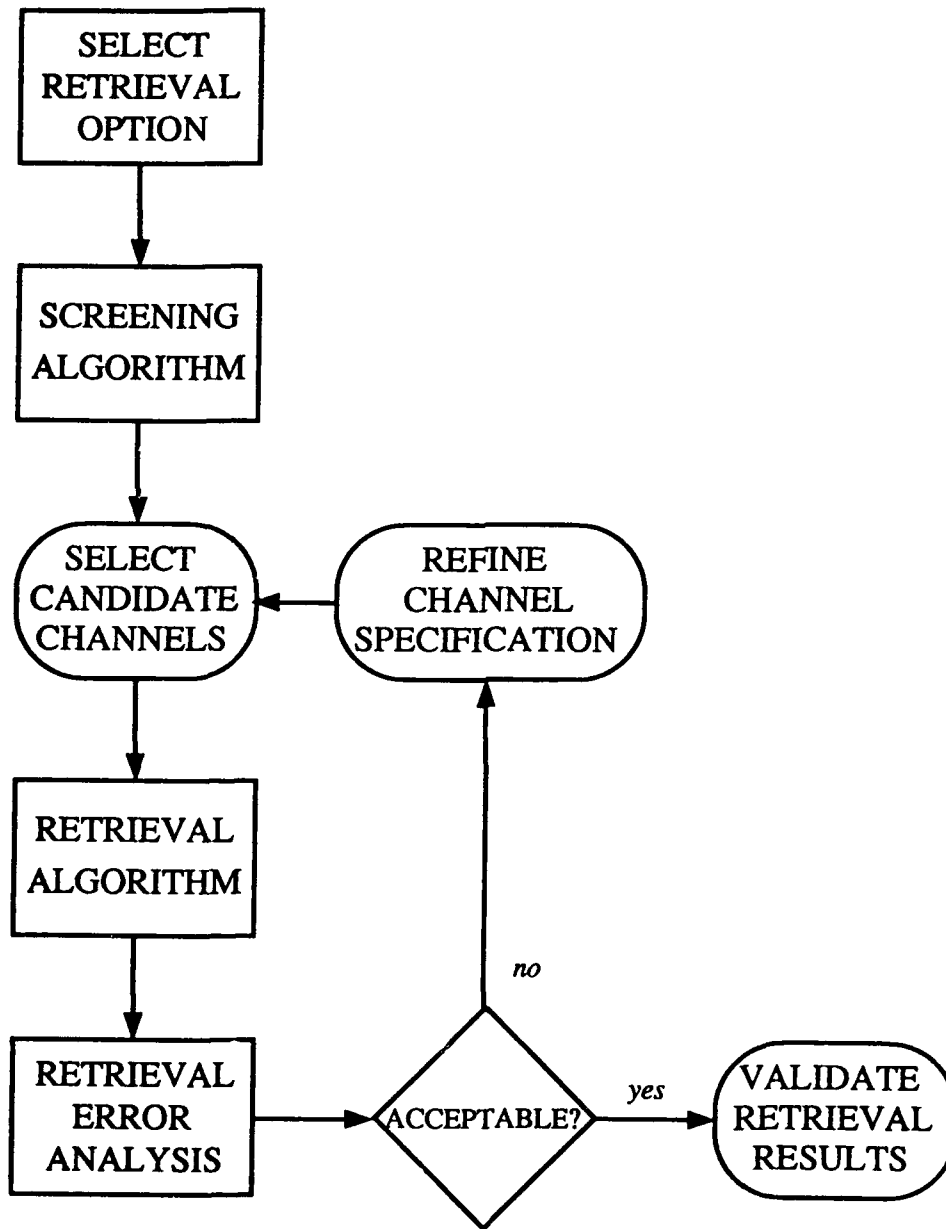 SELECT
RETRIEVAL
OPTION
SCREENING
ALGORITHM
SELECT
CANDIDATE
CHANNELS
REFINE
CHANNEL
SPECIFICATION
RETRIEVAL
ALGORITHM
no
RETRIEVAL
ERROR
ANALYSIS
ACCEPTABLE?
yes
VALIDATE
RETRIEVAL
RESULTS